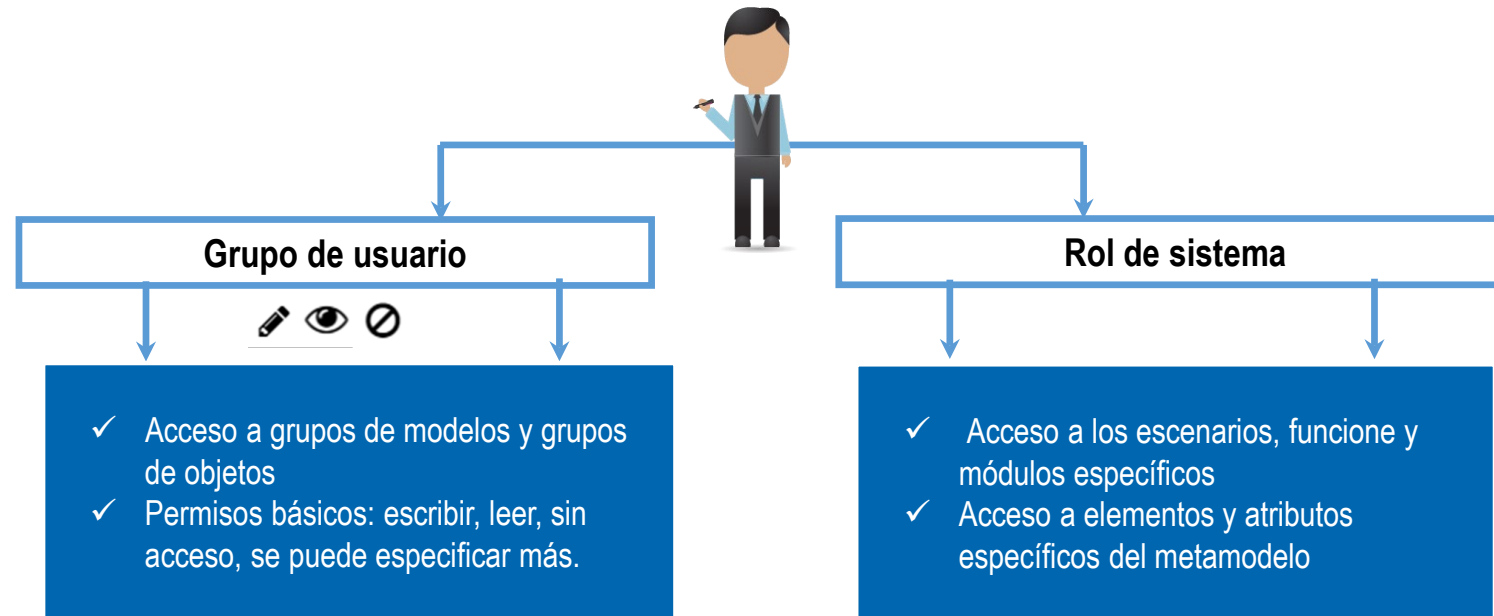 Grupo de usuario
Acceso a grupos de modelos y grupos
de objetos
Permisos básicos: escribir, leer, sin
acceso, se puede especificar más.
Rol de sistema
Acceso a los escenarios, funcione y
módulos específicos
Acceso a elementos y atributos
específicos del metamodelo